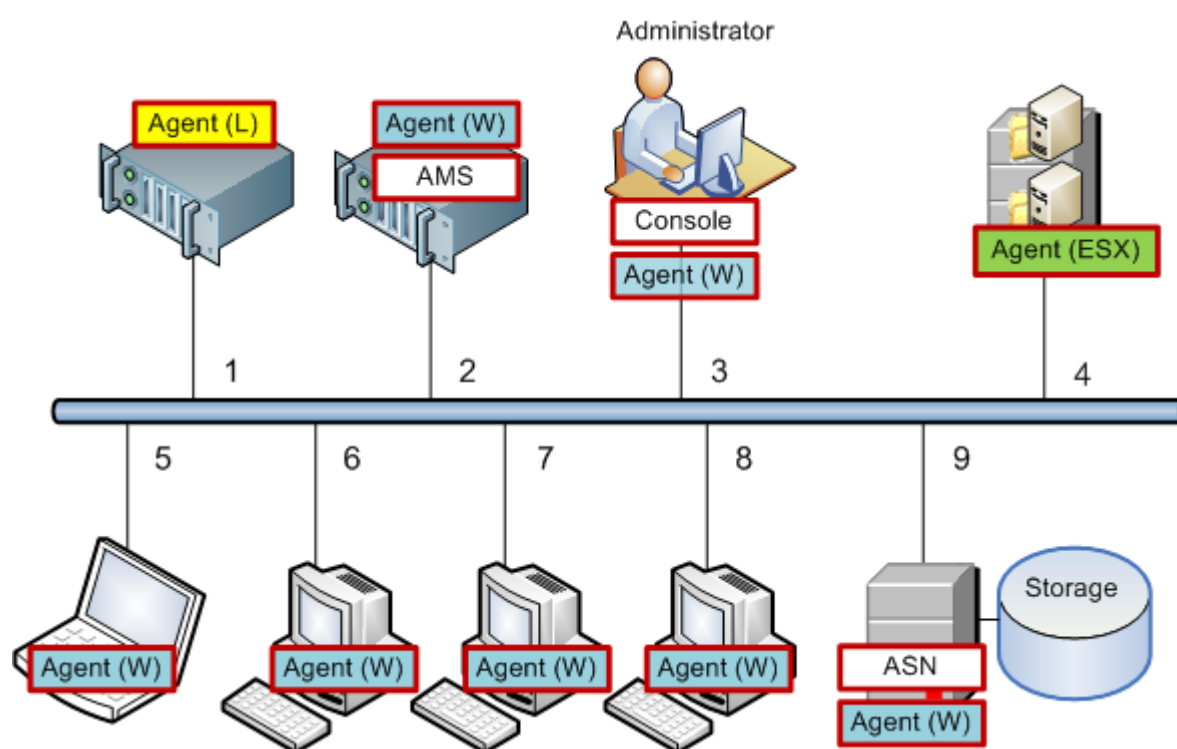 Administrator
Agent (L)
Agent (W)
AMS
Console
Agent (W)
Agent (ESX)
1
2
3
4
5
6
7
8
9
Agent (W)
Agent (W)
Agent (W)
Agent (W)
ASN
Agent (W)
Storage